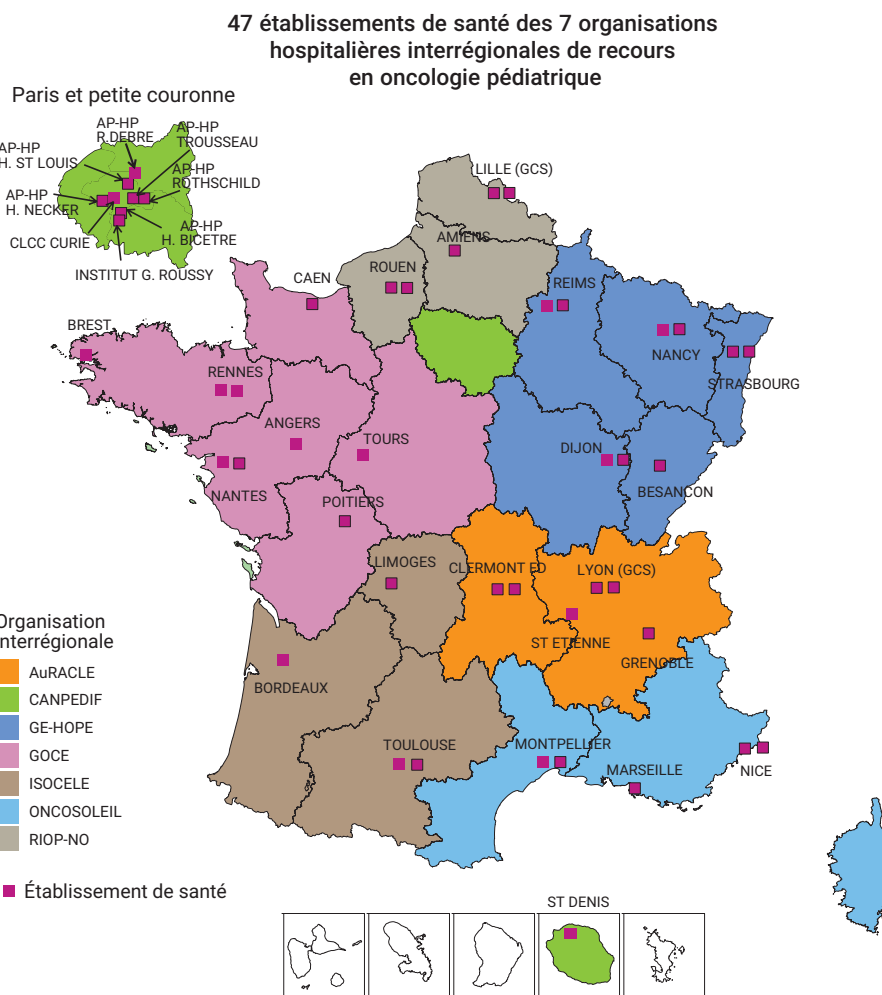 47 établissements de santé des 7 organisations
hospitalières interrégionales de recours
en oncologie pédiatrique
Paris et petite couronne
AP-HP
R.DEBRE
AP-HP
TROUSSEAU
AP-HP
H. ST LOUIS
AP-HP
ROTHSCHILD
AP-HP
H. NECKER
AP-HP
H. BICETRE
CLCC CURIE
INSTITUT G. ROUSSY
LILLE (GCS)
AMIENS
ROUEN
CAEN
REIMS
BREST
NANCY
RENNES
STRASBOURG
ANGERS
TOURS
DIJON
NANTES
POITIERS
BESANCON
LIMOGES
CLERMONT FD
LYON (GCS)
ST ETIENNE
GRENOBLE
BORDEAUX
TOULOUSE
MONTPELLIER
MARSEILLE
NICE
Organisation
interrégionale
AuRACLE
CANPEDIF
GE-HOPE
GOCE
ISOCELE
ONCOSOLEIL
RIOP-NO
Établissement de santé
ST DENIS